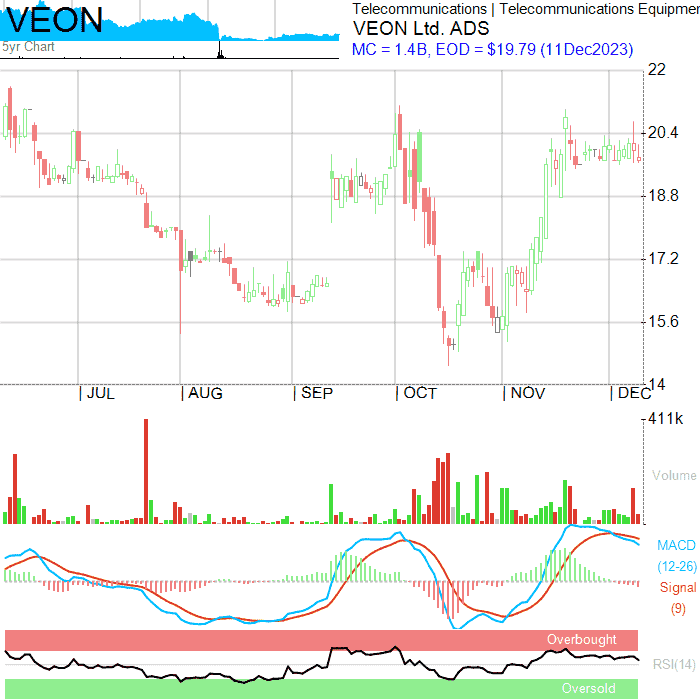 VEON
5yr Chart
Telecommunications | Telecommunications Equipmen
VEON Ltd. ADS
MC = 1.4B, EOD = $19.79 (11Dec2023)
22
20.4
18.8
17.2
15.6
14
JUL
AUG
SEP
OCT
NOV
DEC
411k
Volume
MACD
(12-26)
Signal
(9)
Overbought
RSI(14)
Oversold